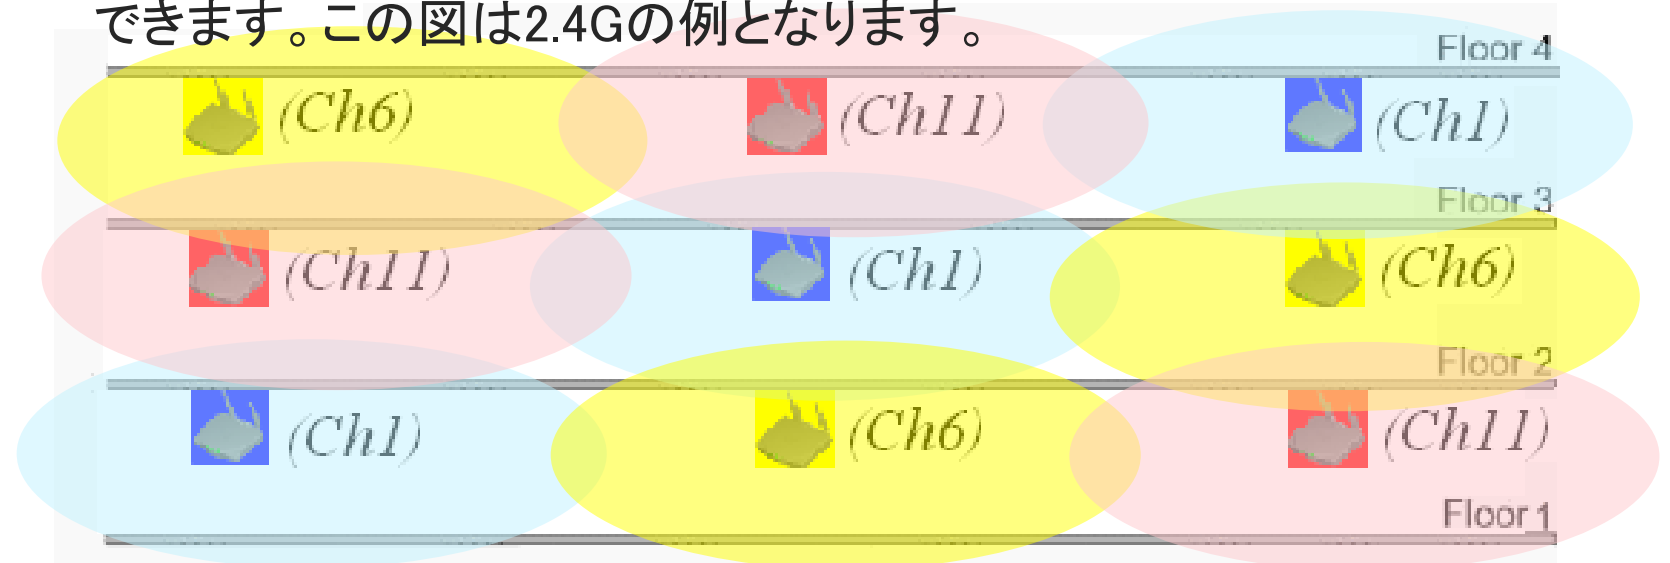 できます。この図は2.4Gの例となります。
Floor 4
(Ch6) (Ch11) (Ch1)
Floor 3
(Ch11) (Ch1) (Ch6)
Floor 2
(Ch1) (Ch6) (Ch11)
Floor 1